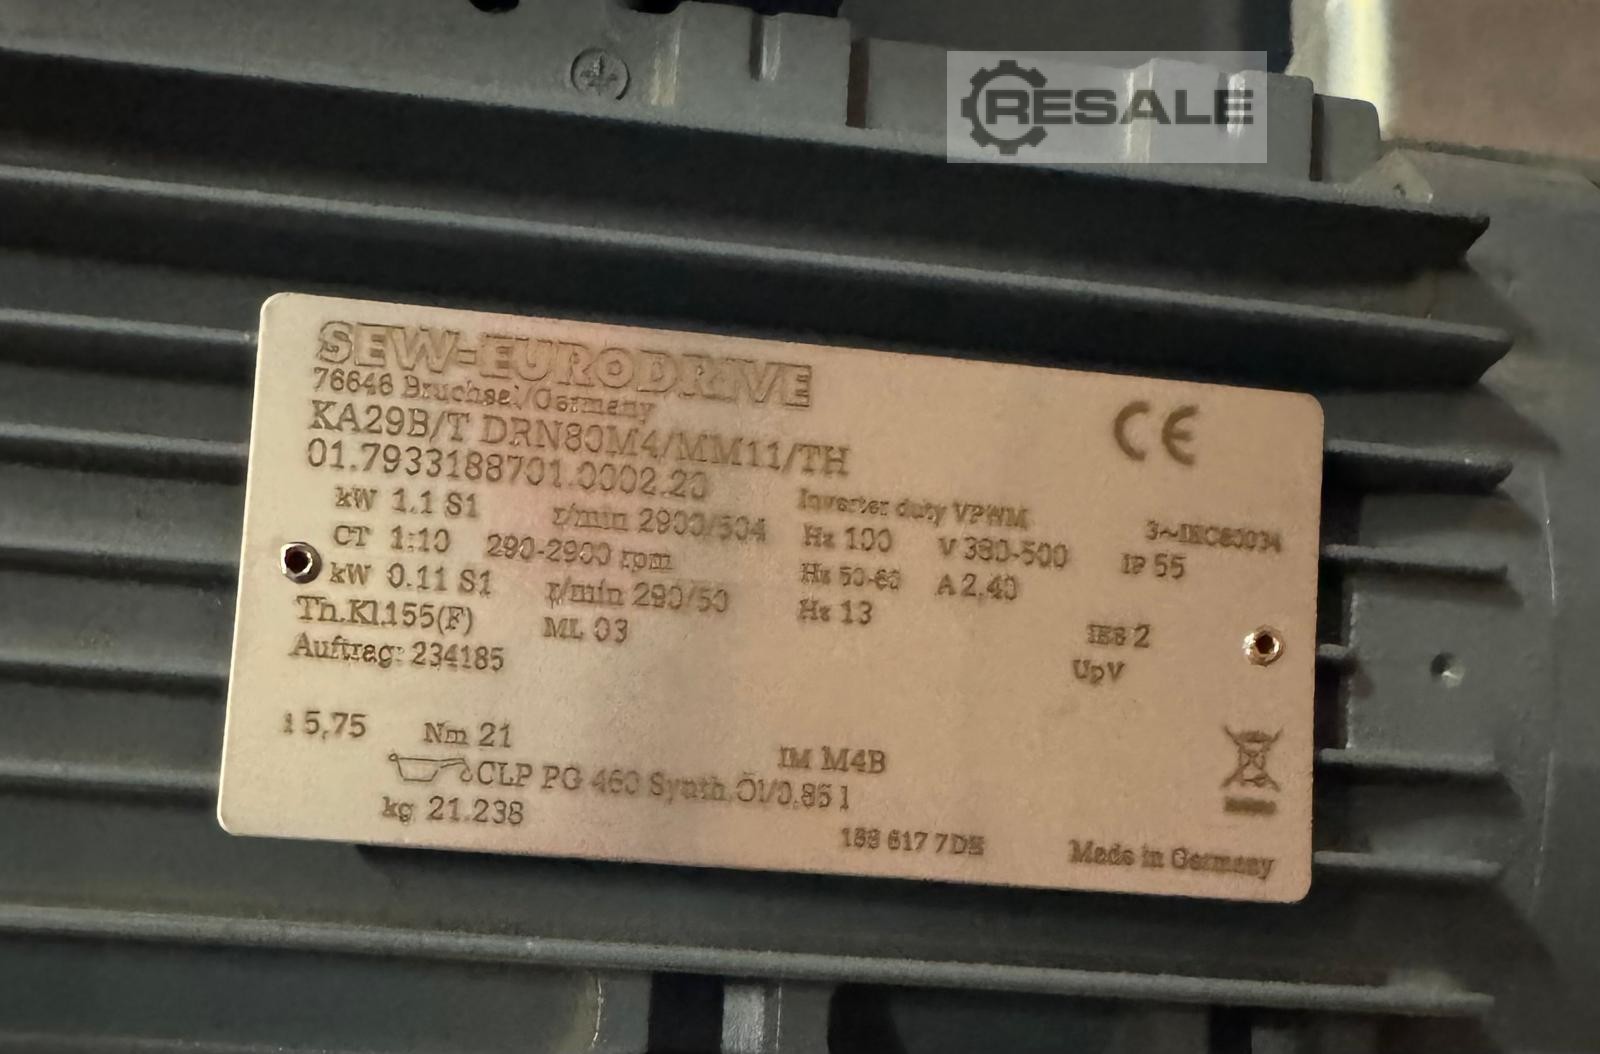 RESALE
SEW-EURODRIVE
76646 Bruchsal/Germany
KA29B/T DRN80M4/MM11/TH
01.7933188701.0002.20
Inverter duty VPWM
3~IEC60034
kW 1.1 S1 r/min 2900/504 Hz 100 V 380-500 IP 55
CT 1:10 290-2900 rpm Hz 50-60 A 2.40
kW 0.11 S1 r/min 290/50 Hz 13
Th.Kl.155(F) ML 03 IES 2
Auftrag: 234185 UpV
i 5,75 Nm 21 IM M4B
CLP PG 460 Synth.Öl/0.85 l
kg 21.238 188 617 7DE Made in Germany